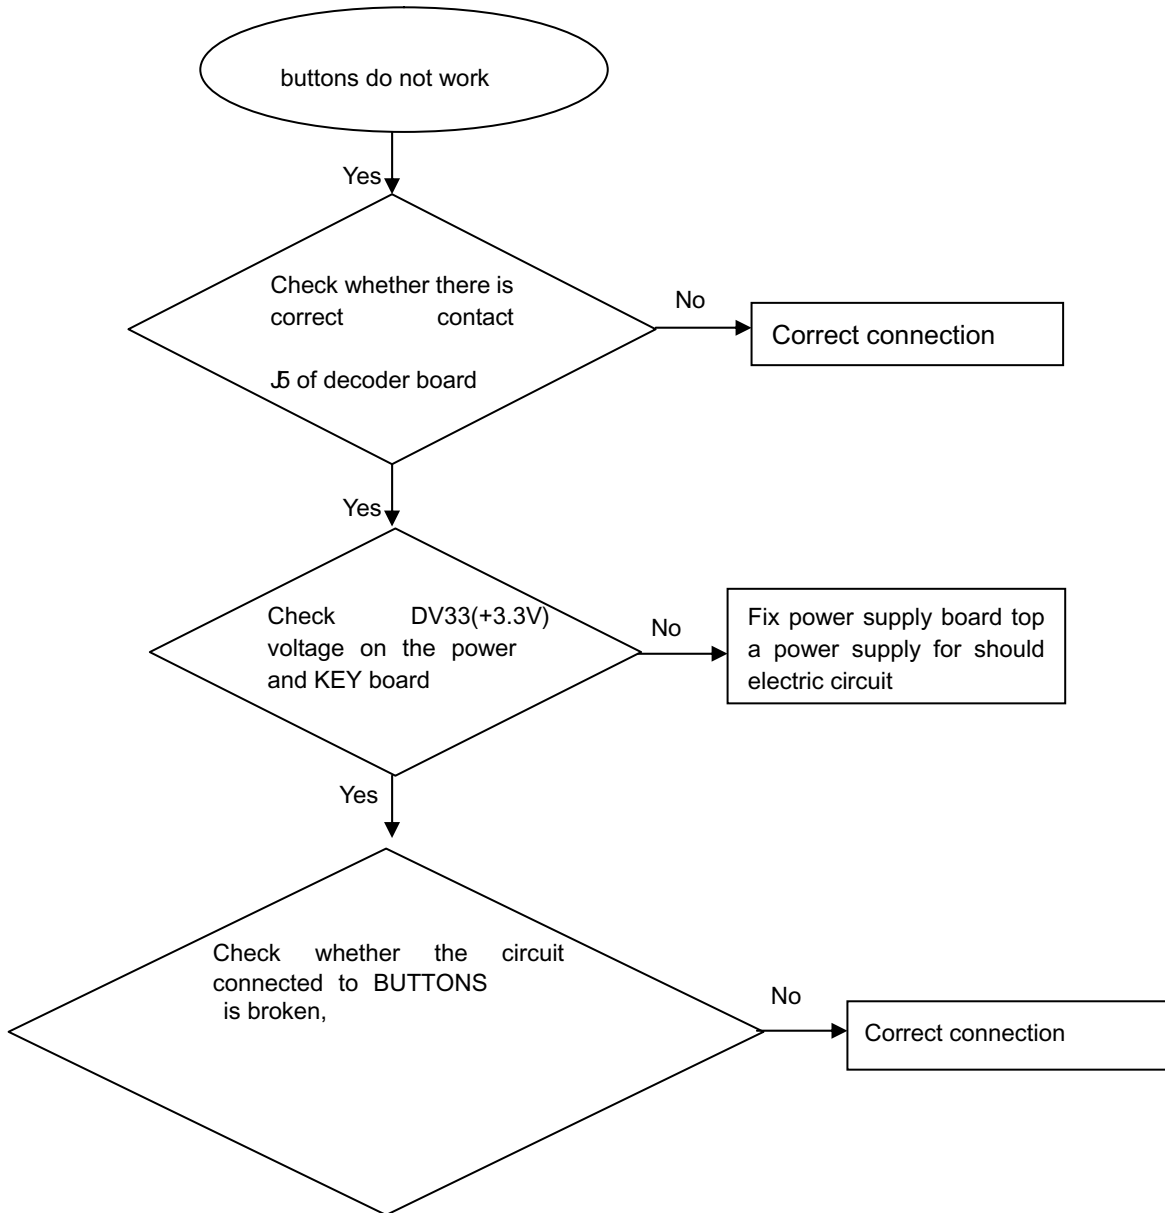 buttons do not work
Yes
Check whether there is
correct contact
J5 of decoder board
No
Correct connection
Yes
Check DV33(+3.3V)
voltage on the power
and KEY board
No
Fix power supply board top
a power supply for should
electric circuit
Yes
Check whether the circuit
connected to BUTTONS
is broken,
No
Correct connection